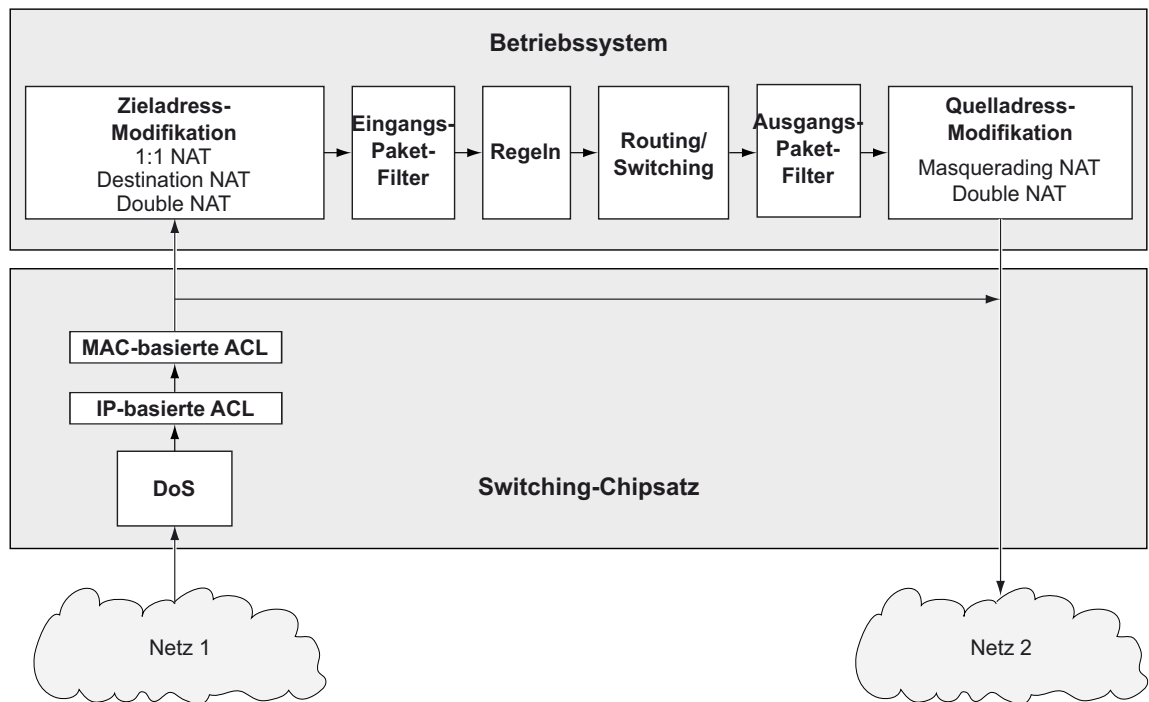 Betriebssystem
Zieladress-
Modifikation
1:1 NAT
Destination NAT
Double NAT
Eingangs-
Paket-
Filter
Regeln
Routing/
Switching
Ausgangs-
Paket-
Filter
Quelladress-
Modifikation
Masquerading NAT
Double NAT
MAC-basierte ACL
IP-basierte ACL
DoS
Switching-Chipsatz
Netz 1
Netz 2